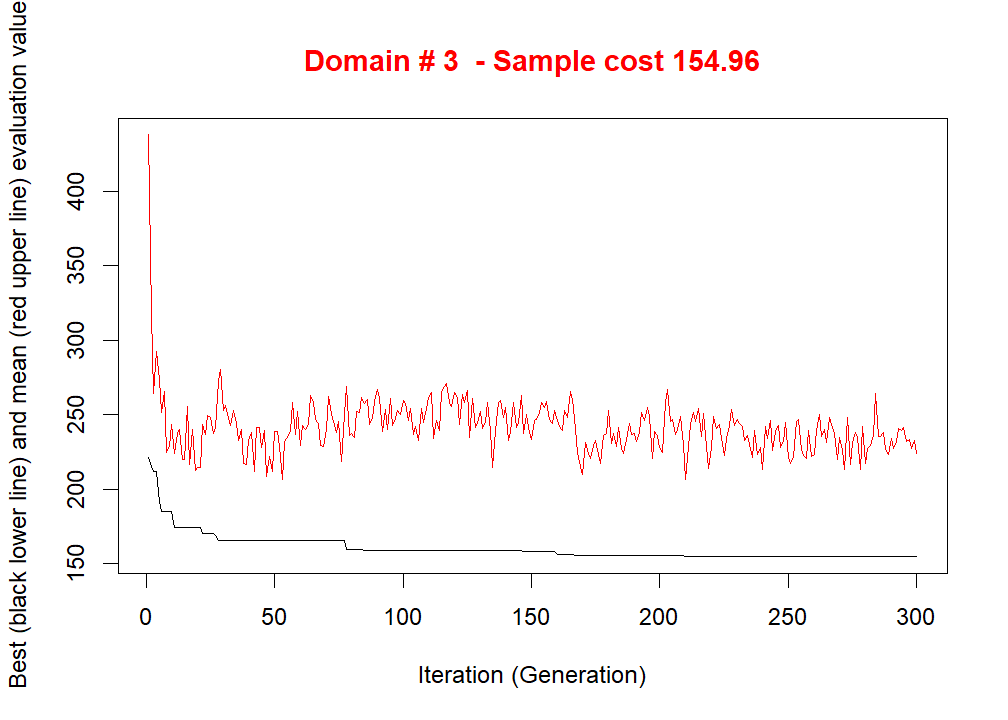 Domain # 3  - Sample cost 154.96
Best (black lower line) and mean (red upper line) evaluation value
400
350
300
250
200
150
0 50 100 150 200 250 300
Iteration (Generation)